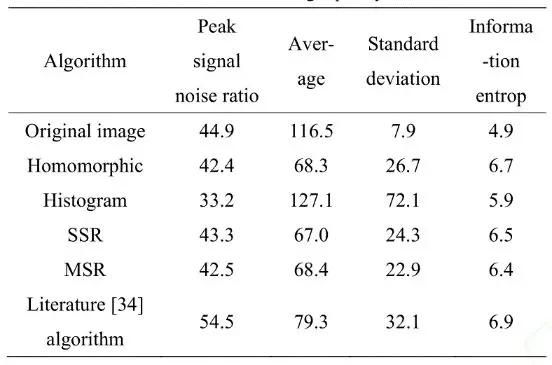 Algorithm Peak signal noise ratio Aver-age Standard deviation Informa-tion entrop
Original image 44.9 116.5 7.9 4.9
Homomorphic 42.4 68.3 26.7 6.7
Histogram 33.2 127.1 72.1 5.9
SSR 43.3 67.0 24.3 6.5
MSR 42.5 68.4 22.9 6.4
Literature [34] algorithm 54.5 79.3 32.1 6.9